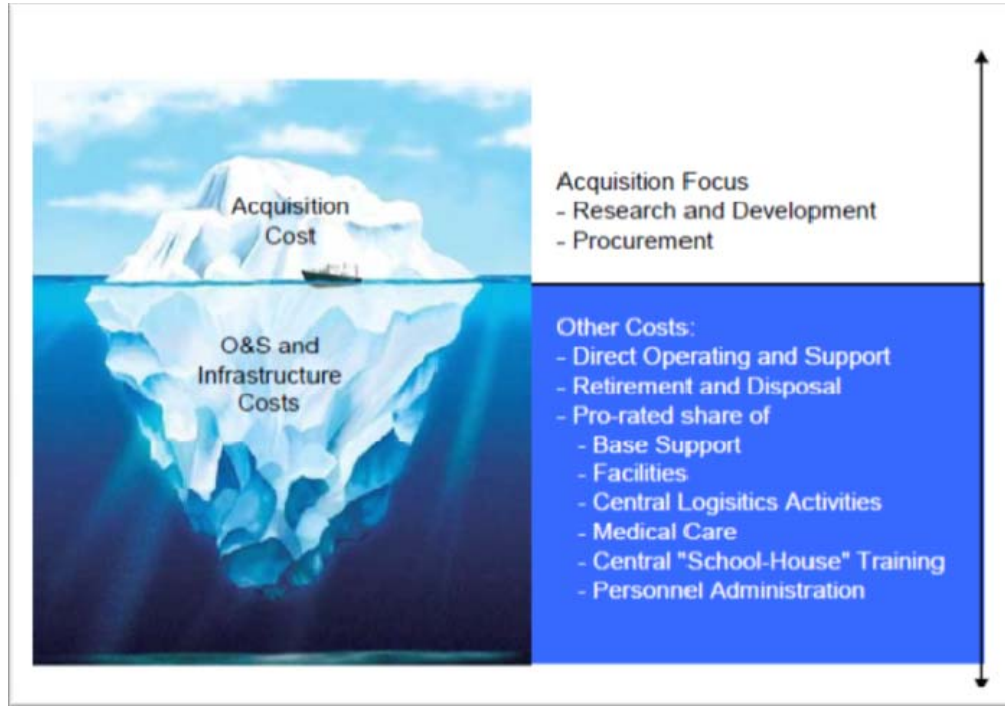 Acquisition
Cost
O&S and
Infrastructure
Costs
Acquisition Focus
- Research and Development
- Procurement
Other Costs:
- Direct Operating and Support
- Retirement and Disposal
- Pro-rated share of
- Base Support
- Facilities
- Central Logisitics Activities
- Medical Care
- Central "School-House" Training
- Personnel Administration